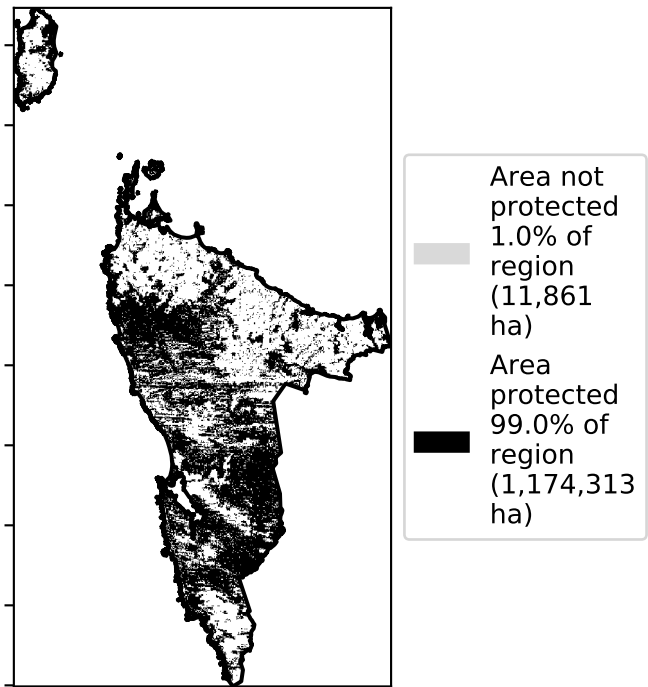 Area not
protected
1.0% of
region
(11,861
ha)
Area
protected
99.0% of
region
(1,174,313
ha)